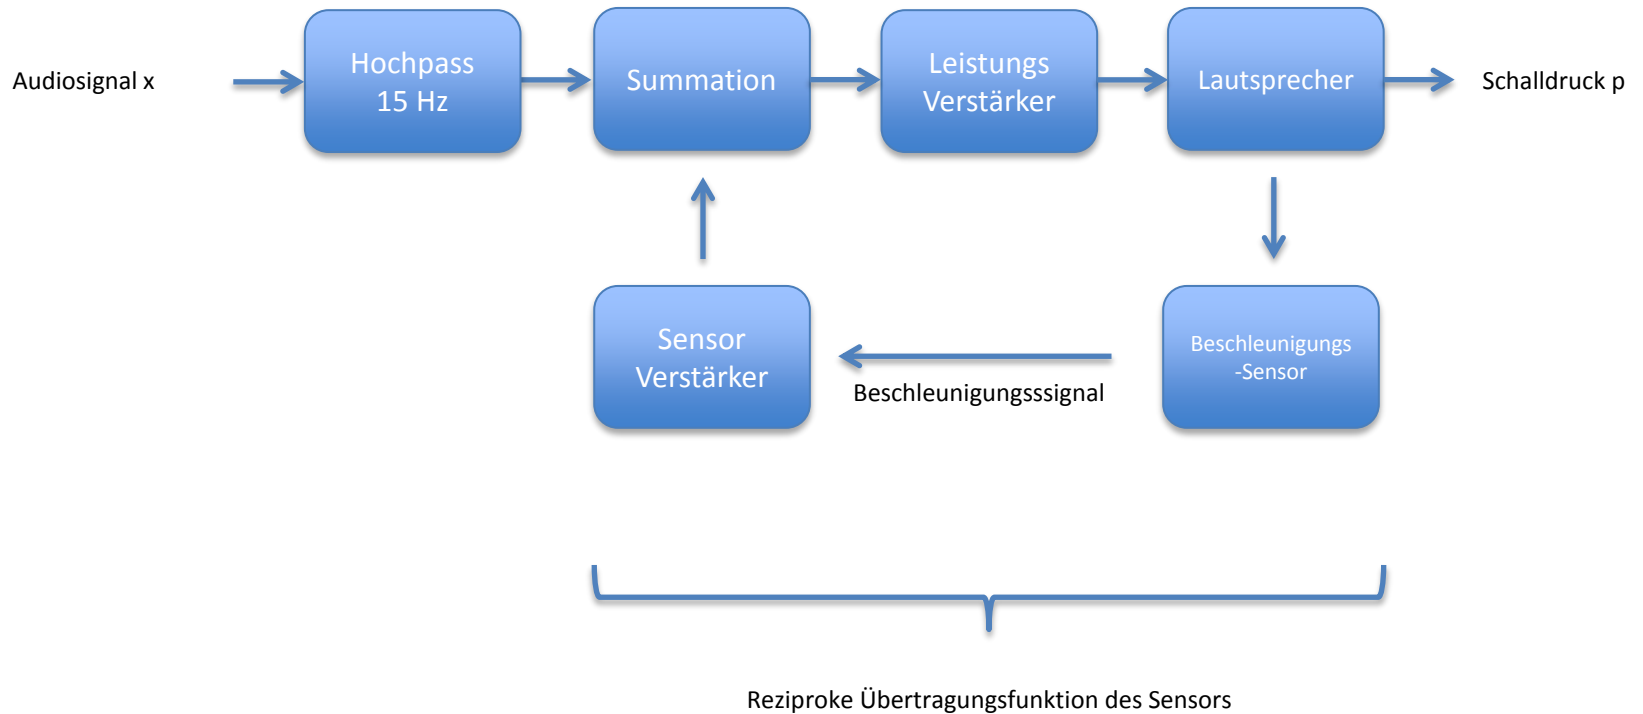 Audiosignal x
Hochpass
15 Hz
Summation
Leistungs
Verstärker
Lautsprecher
Schalldruck p
Sensor
Verstärker
Beschleunigungsssignal
Beschleunigungs
-Sensor
Reziproke Übertragungsfunktion des Sensors